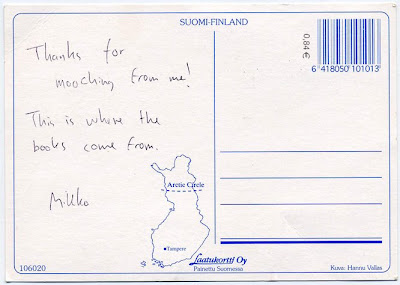 SUOMI-FINLAND
0,84 €
6 418050 101013
Thanks for
mooching from me!
This is where the
books come from.
Mikko
Arctic Circle
Tampere
106020
Laatukortti Oy
Painettu Suomessa
Kuva: Hannu Vallas